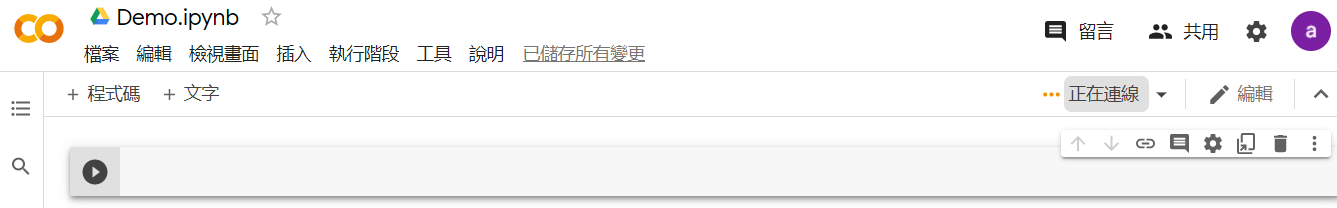 Demo.ipynb
留言 共用 a
檔案 編輯 檢視畫面 插入 執行階段 工具 說明 已儲存所有變更
+ 程式碼 + 文字 正在連線 編輯